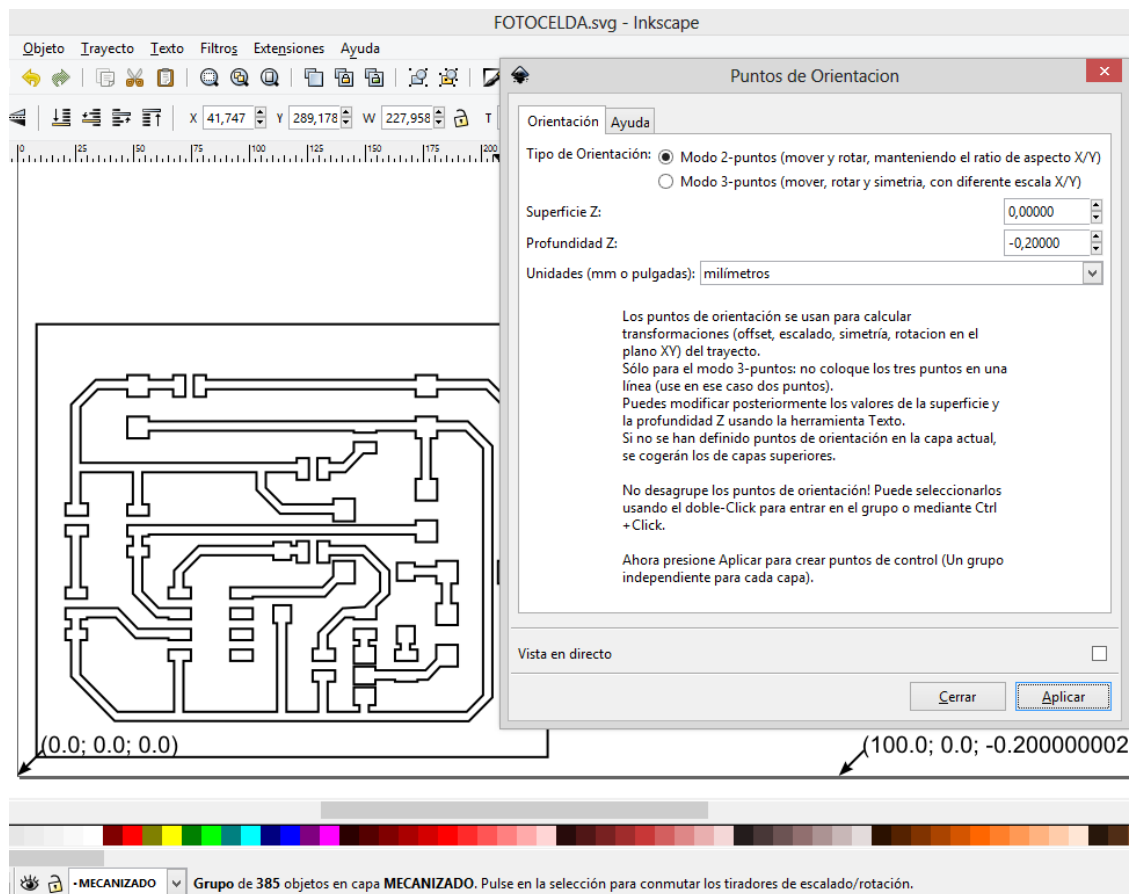 FOTOCELDA.svg - Inkscape
Objeto Trayecto Texto Filtros Extensiones Ayuda
Puntos de Orientacion
X 41,747 Y 289,178 W 227,958 T
0 25 50 75 100 125 150 175 200
Orientación Ayuda
Tipo de Orientación: Modo 2-puntos (mover y rotar, manteniendo el ratio de aspecto X/Y)
Modo 3-puntos (mover, rotar y simetria, con diferente escala X/Y)
Superficie Z: 0,00000
Profundidad Z: -0,20000
Unidades (mm o pulgadas): milímetros
Los puntos de orientación se usan para calcular
transformaciones (offset, escalado, simetría, rotacion en el
plano XY) del trayecto.
Sólo para el modo 3-puntos: no coloque los tres puntos en una
línea (use en ese caso dos puntos).
Puedes modificar posteriormente los valores de la superficie y
la profundidad Z usando la herramienta Texto.
Si no se han definido puntos de orientación en la capa actual,
se cogerán los de capas superiores.
No desagrupe los puntos de orientación! Puede seleccionarlos
usando el doble-Click para entrar en el grupo o mediante Ctrl
+Click.
Ahora presione Aplicar para crear puntos de control (Un grupo
independiente para cada capa).
Vista en directo
Cerrar Aplicar
(0.0; 0.0; 0.0) (100.0; 0.0; -0.200000002
·MECANIZADO Grupo de 385 objetos en capa MECANIZADO. Pulse en la selección para conmutar los tiradores de escalado/rotación.